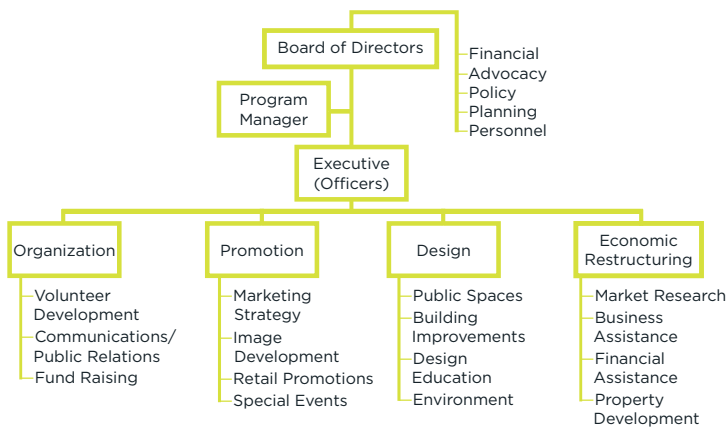 Board of Directors
Financial
Advocacy
Policy
Planning
Personnel
Program
Manager
Executive
(Officers)
Organization
Volunteer
Development
Communications/
Public Relations
Fund Raising
Promotion
Marketing
Strategy
Image
Development
Retail Promotions
Special Events
Design
Public Spaces
Building
Improvements
Design
Education
Environment
Economic
Restructuring
Market Research
Business
Assistance
Financial
Assistance
Property
Development